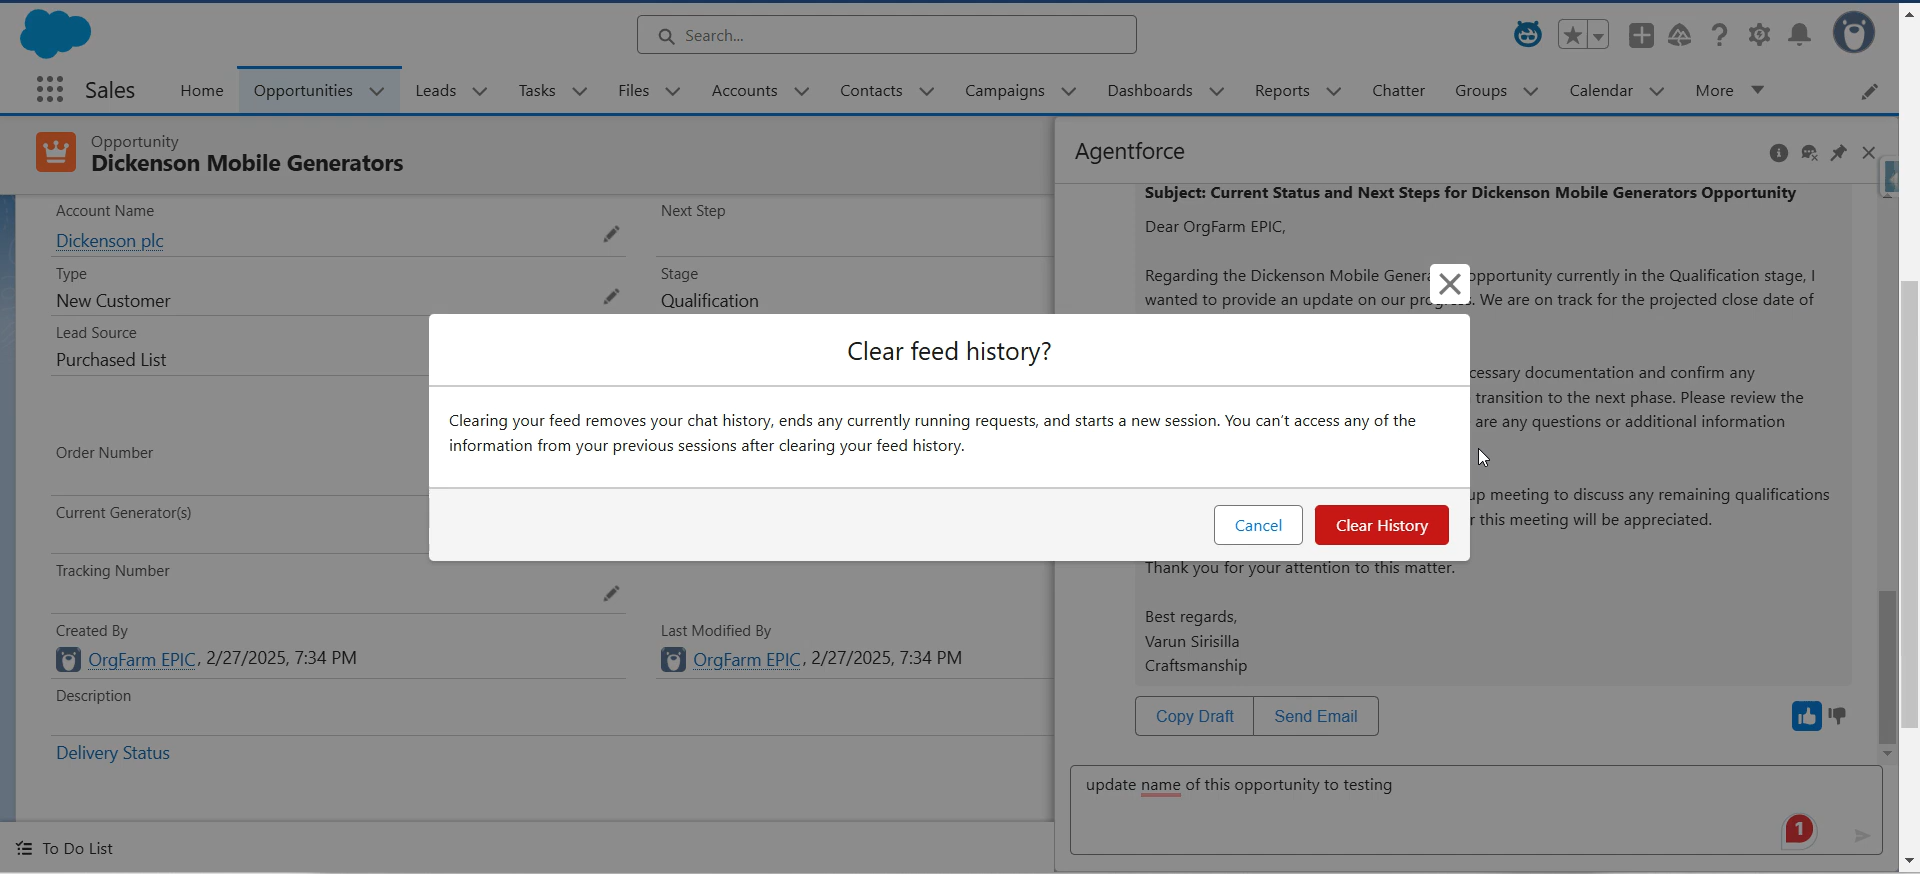 Search...
Sales
Home
Opportunities
Leads
Tasks
Files
Accounts
Contacts
Campaigns
Dashboards
Reports
Chatter
Groups
Calendar
More
Opportunity
Dickenson Mobile Generators
Account Name
Dickenson plc
Next Step
Type
New Customer
Stage
Qualification
Lead Source
Purchased List
Order Number
Current Generator(s)
Tracking Number
Created By
OrgFarm EPIC, 2/27/2025, 7:34 PM
Last Modified By
OrgFarm EPIC, 2/27/2025, 7:34 PM
Description
Delivery Status
To Do List
Clear feed history?
Clearing your feed removes your chat history, ends any currently running requests, and starts a new session. You can't access any of the
information from your previous sessions after clearing your feed history.
Cancel
Clear History
Agentforce
Subject: Current Status and Next Steps for Dickenson Mobile Generators Opportunity
Dear OrgFarm EPIC,
Regarding the Dickenson Mobile opportunity currently in the Qualification stage, I
wanted to provide an update on our We are on track for the projected close date of
documentation and confirm any
transition to the next phase. Please review the
are any questions or additional information
up meeting to discuss any remaining qualifications
this meeting will be appreciated.
Thank you for your attention to this matter.
Best regards,
Varun Sirisilla
Craftsmanship
Copy Draft
Send Email
update name of this opportunity to testing
1